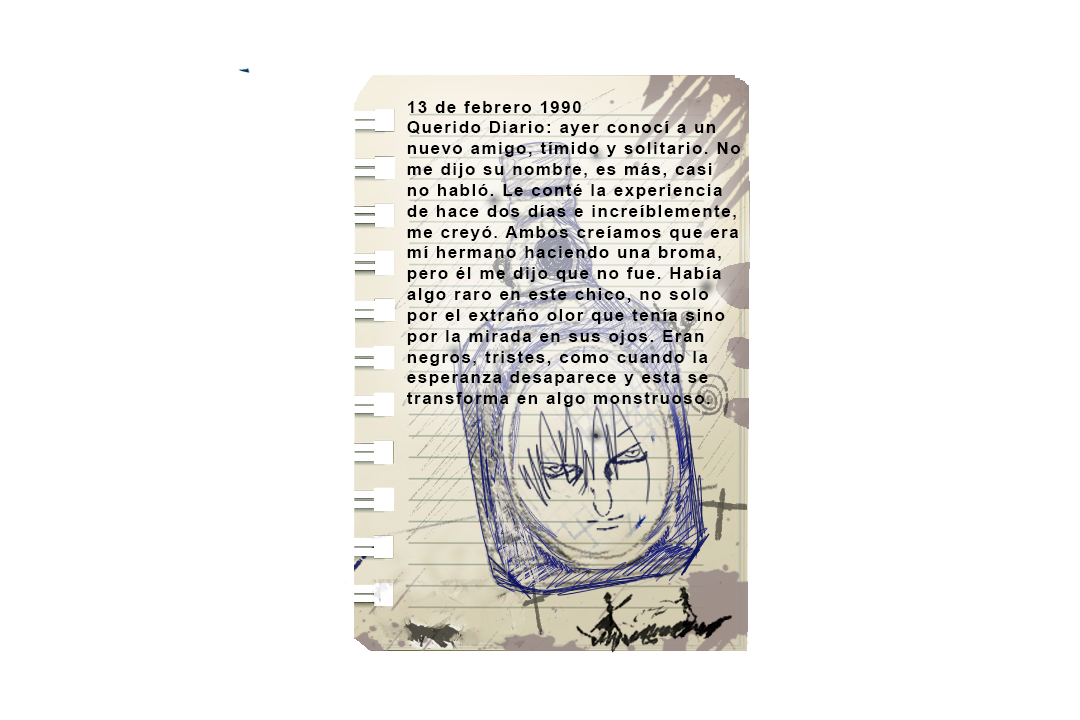 13 de febrero 1990
Querido Diario: ayer conocí a un
nuevo amigo, tímido y solitario. No
me dijo su nombre, es más, casi
no habló. Le conté la experiencia
de hace dos días e increíblemente,
me creyó. Ambos creíamos que era
mí hermano haciendo una broma,
pero él me dijo que no fue. Había
algo raro en este chico, no solo
por el extraño olor que tenía sino
por la mirada en sus ojos. Eran
negros, tristes, como cuando la
esperanza desaparece y esta se
transforma en algo monstruoso.